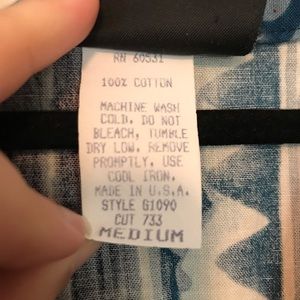 RN 60531
100% COTTON
MACHINE WASH
COLD. DO NOT
BLEACH, TUMBLE
DRY LOW. REMOVE
PROMPTLY. USE
COOL IRON.
MADE IN U.S.A.
STYLE G1090
CUT 733
MEDIUM